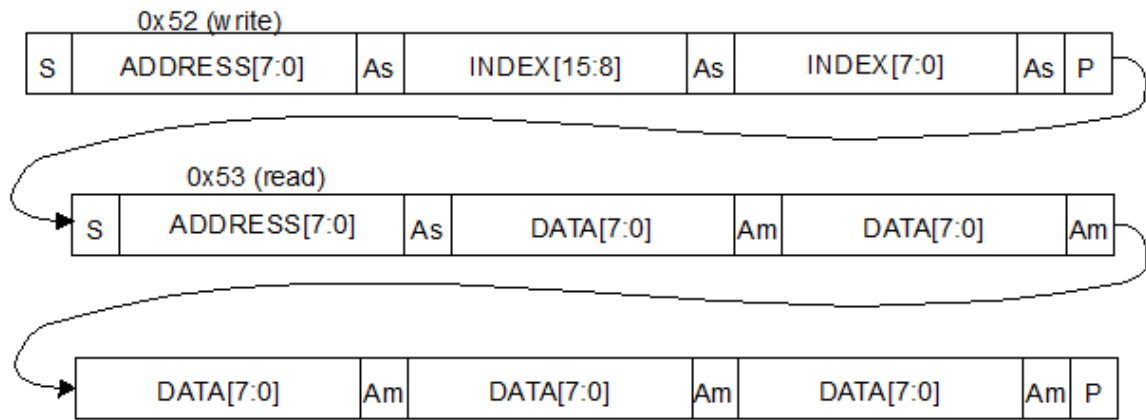 0x52 (write)
S ADDRESS[7:0] As INDEX[15:8] As INDEX[7:0] As P
0x53 (read)
S ADDRESS[7:0] As DATA[7:0] Am DATA[7:0] Am
DATA[7:0] Am DATA[7:0] Am DATA[7:0] Am P